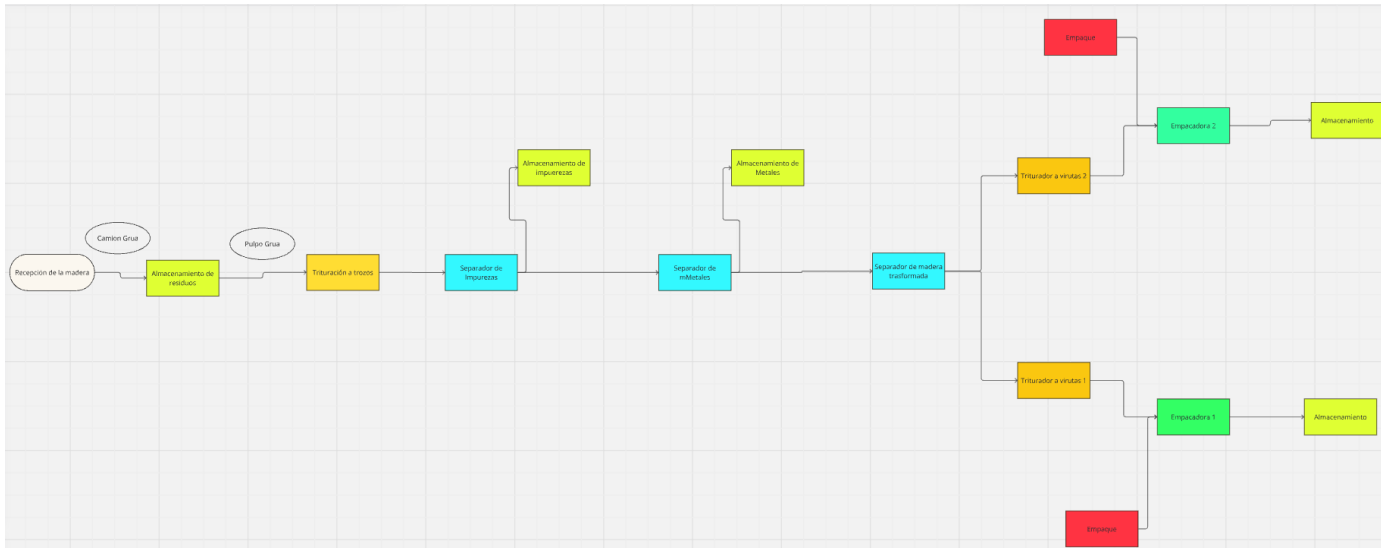 Empaque
Empacadora 2
Almacenamiento
Almacenamiento de
impuerezas
Almacenamiento de
Metales
Triturador a virutas 2
Camion Grua
Pulpo Grua
Recepción de la madera
Almacenamiento de
residuos
Trituración a trozos
Separador de
Impurezas
Separador de
mMetales
Separador de madera
trasformada
Triturador a virutas 1
Empacadora 1
Almacenamiento
Empaque